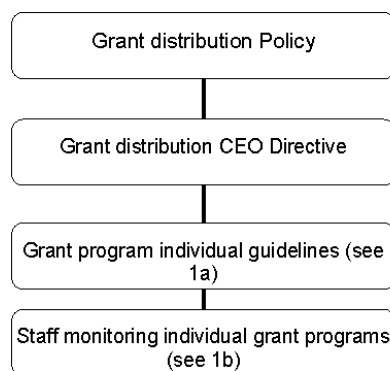 Grant distribution Policy
Grant distribution CEO Directive
Grant program individual guidelines (see
1a)
Staff monitoring individual grant programs
(see 1b)